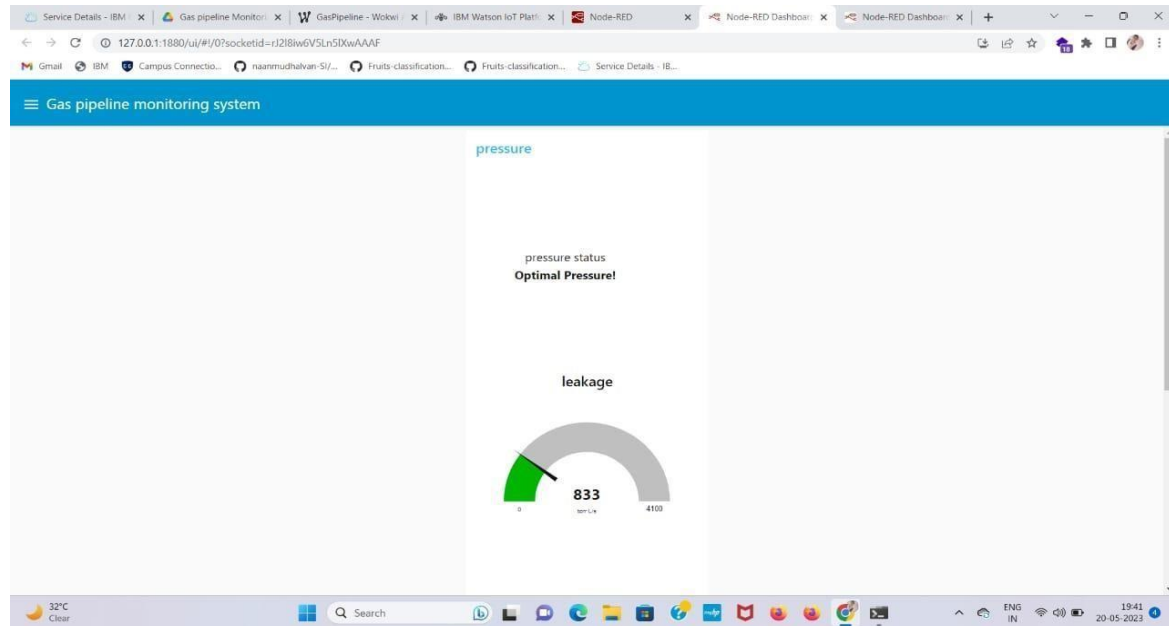 Service Details - IBM
Gas pipeline Monitori
GasPipeline - Wokwi
IBM Watson IoT Platf
Node-RED
Node-RED Dashboar
Node-RED Dashboar
127.0.0.1:1880/ui/#!/0?socketid=
Gmail
IBM
Campus Connectio...
naanmudhalvan-SI/...
Fruits-classification...
Fruits-classification...
Service Details - IB...
Gas pipeline monitoring system
pressure
pressure status
Optimal Pressure!
leakage
833
0
4100
32°C
Clear
Search
ENG
IN
19:41
20-05-2023